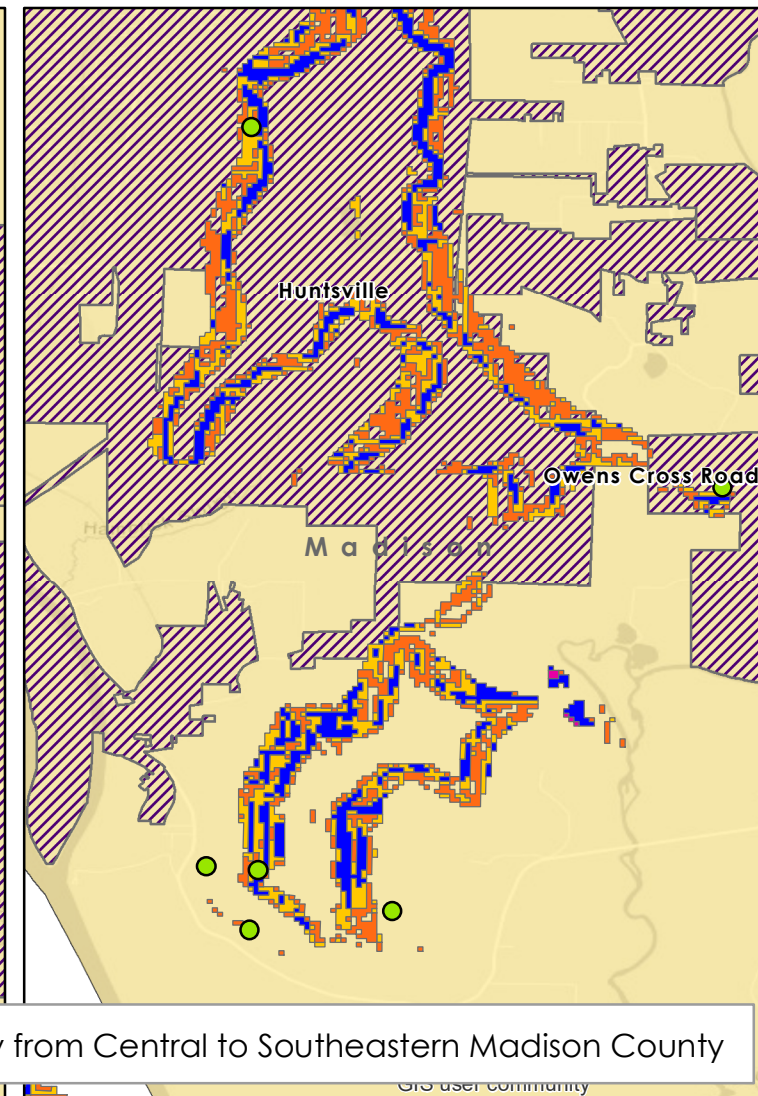 Huntsville
Owens Cross Road
Madison
y from Central to Southeastern Madison County
GIS user community